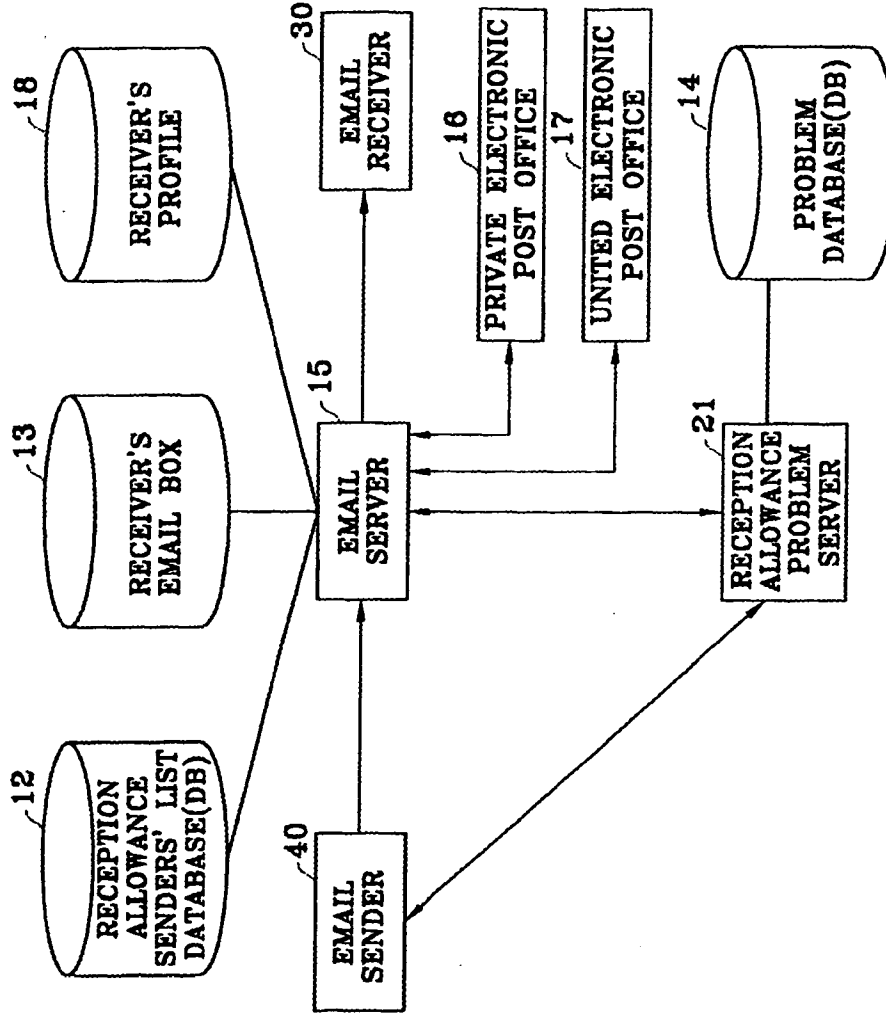 12
RECEPTION
ALLOWANCE
SENDERS' LIST
DATABASE(DB)
13
RECEIVER'S
EMAIL BOX
18
RECEIVER'S
PROFILE
40
EMAIL
SENDER
15
EMAIL
SERVER
30
EMAIL
RECEIVER
16
PRIVATE ELECTRONIC
POST OFFICE
17
UNITED ELECTRONIC
POST OFFICE
21
RECEPTION
ALLOWANCE
PROBLEM
SERVER
14
PROBLEM
DATABASE(DB)